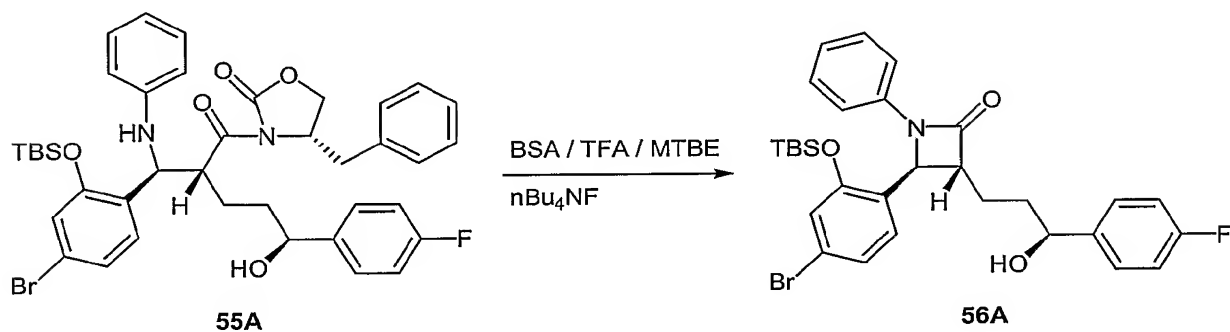 O
O
O
HN
N
TBSO
H
HO
F
Br
55A
BSA / TFA / MTBE
nBu₄NF
N
O
TBSO
H
HO
F
Br
56A